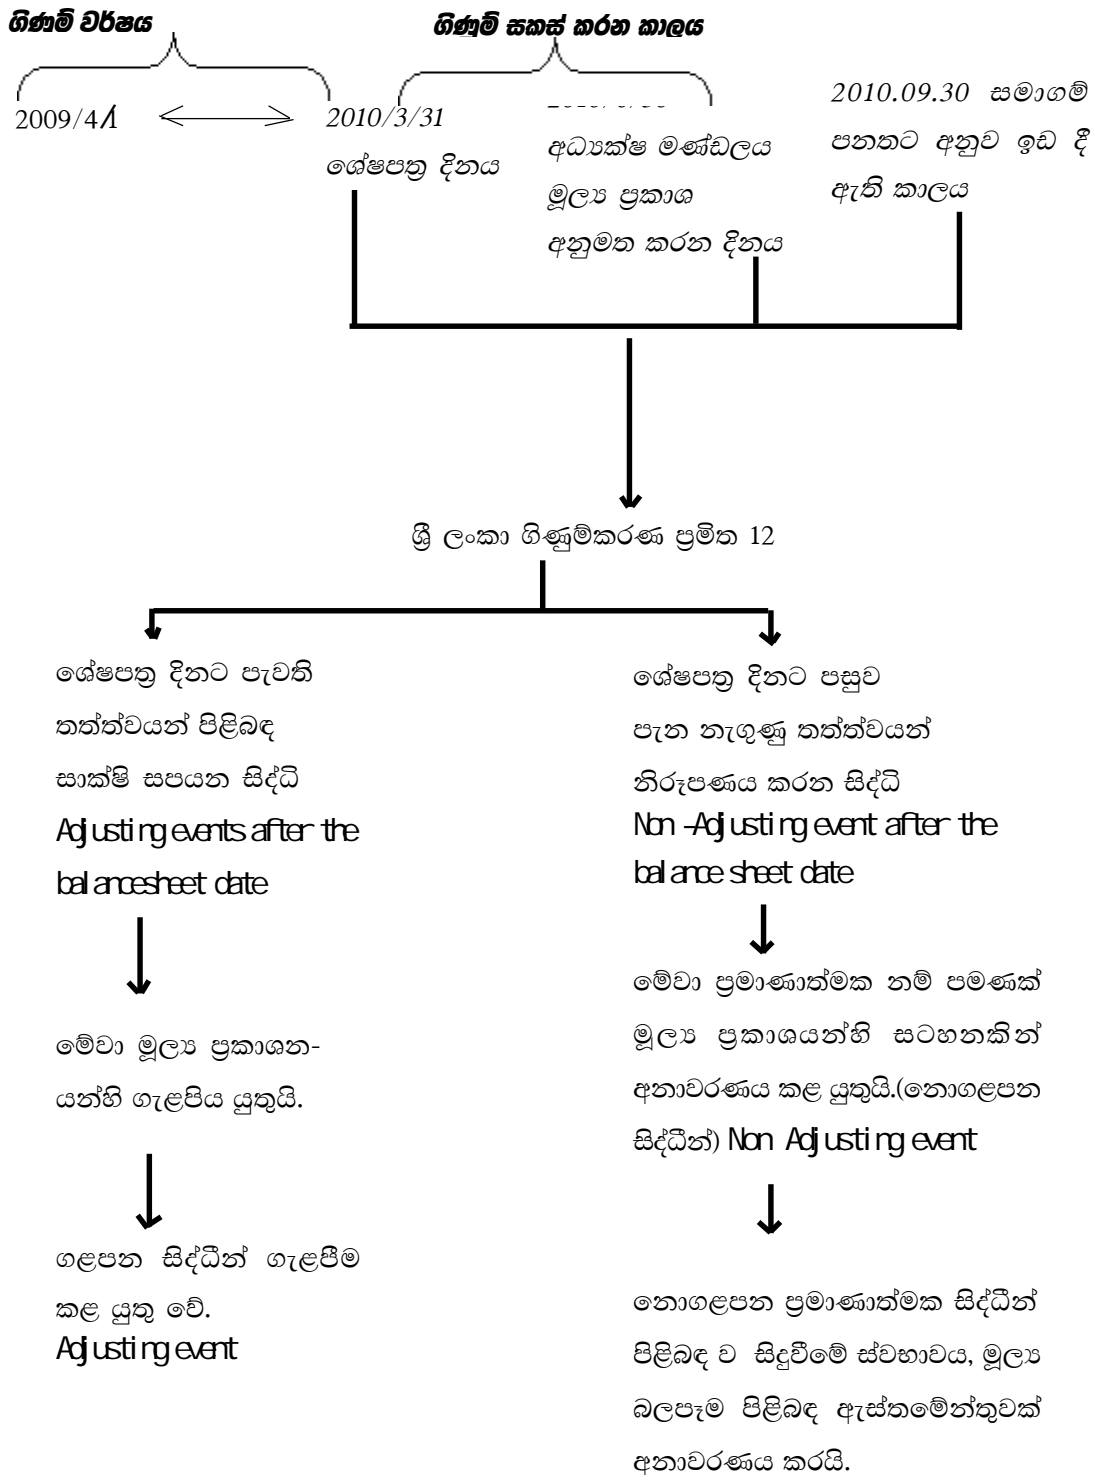 ගිණුම් වර්ෂය
ගිණුම් සකස් කරන කාලය
2009/4/1
2010/3/31
ශේෂපත්‍ර දිනය
අධ්‍යක්ෂ මණ්ඩලය
මූල්‍ය ප්‍රකාශ
අනුමත කරන දිනය
2010.09.30 සමාගම්
පනතට අනුව ඉඩ දී
ඇති කාලය
ශ්‍රී ලංකා ගිණුම්කරණ ප්‍රමිත 12
ශේෂපත්‍ර දිනට පැවති
තත්ත්වයන් පිළිබඳ
සාක්ෂි සපයන සිද්ධි
Adjusting events after the
balancesheet date
මේවා මූල්‍ය ප්‍රකාශන-
යන්හි ගැළපිය යුතුයි.
ගළපන සිද්ධීන් ගැළපීම
කළ යුතු වේ.
Adjusting event
ශේෂපත්‍ර දිනට පසුව
පැන නැගුණු තත්ත්වයන්
නිරූපණය කරන සිද්ධි
Non -Adjusting event after the
balance sheet date
මේවා ප්‍රමාණාත්මක නම් පමණක්
මූල්‍ය ප්‍රකාශයන්හි සටහනකින්
අනාවරණය කළ යුතුයි.(නොගළපන
සිද්ධීන්) Non Adjusting event
නොගළපන ප්‍රමාණාත්මක සිද්ධීන්
පිළිබඳ ව සිදුවීමේ ස්වභාවය, මූල්‍ය
බලපෑම පිළිබඳ ඇස්තමේන්තුවක්
අනාවරණය කරයි.